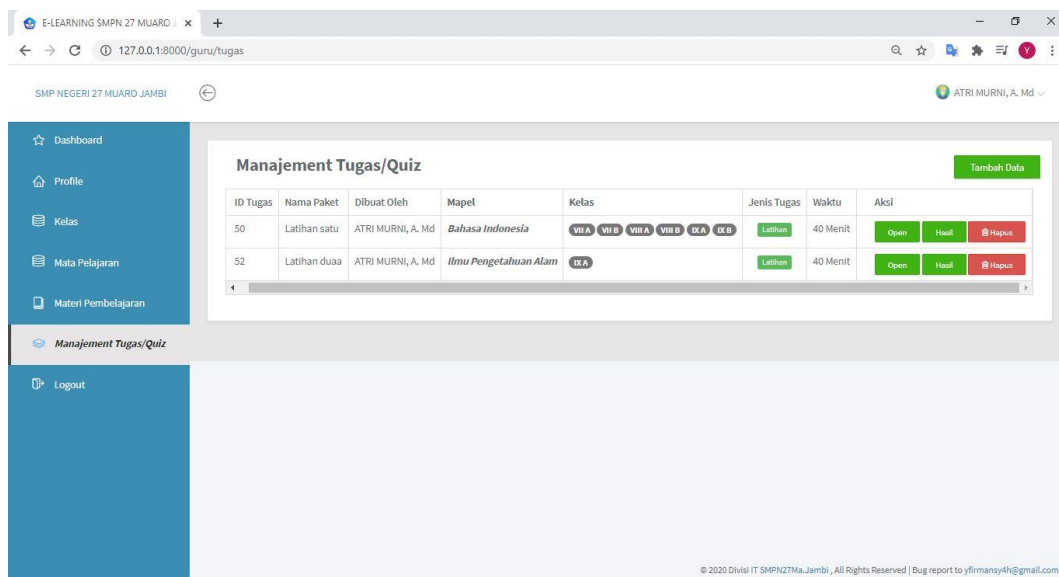 E-LEARNING SMPN 27 MUARO J
127.0.0.1:8000/guru/tugas
Y
SMP NEGERI 27 MUARO JAMBI
ATRI MURNI, A. Md
Dashboard
Profile
Kelas
Mata Pelajaran
Materi Pembelajaran
Manajement Tugas/Quiz
Logout
Manajement Tugas/Quiz
Tambah Data
ID Tugas Nama Paket Dibuat Oleh Mapel Kelas Jenis Tugas Waktu Aksi
50 Latihan satu ATRI MURNI, A. Md Bahasa Indonesia VII A VII B VIII A VIII B IX A IX B Latihan 40 Menit Open Hasil Hapus
52 Latihan duaa ATRI MURNI, A. Md Ilmu Pengetahuan Alam IX A Latihan 40 Menit Open Hasil Hapus
© 2020 Divisi IT SMPN27Ma.Jambi , All Rights Reserved | Bug report to yfirmansy4h@gmail.com